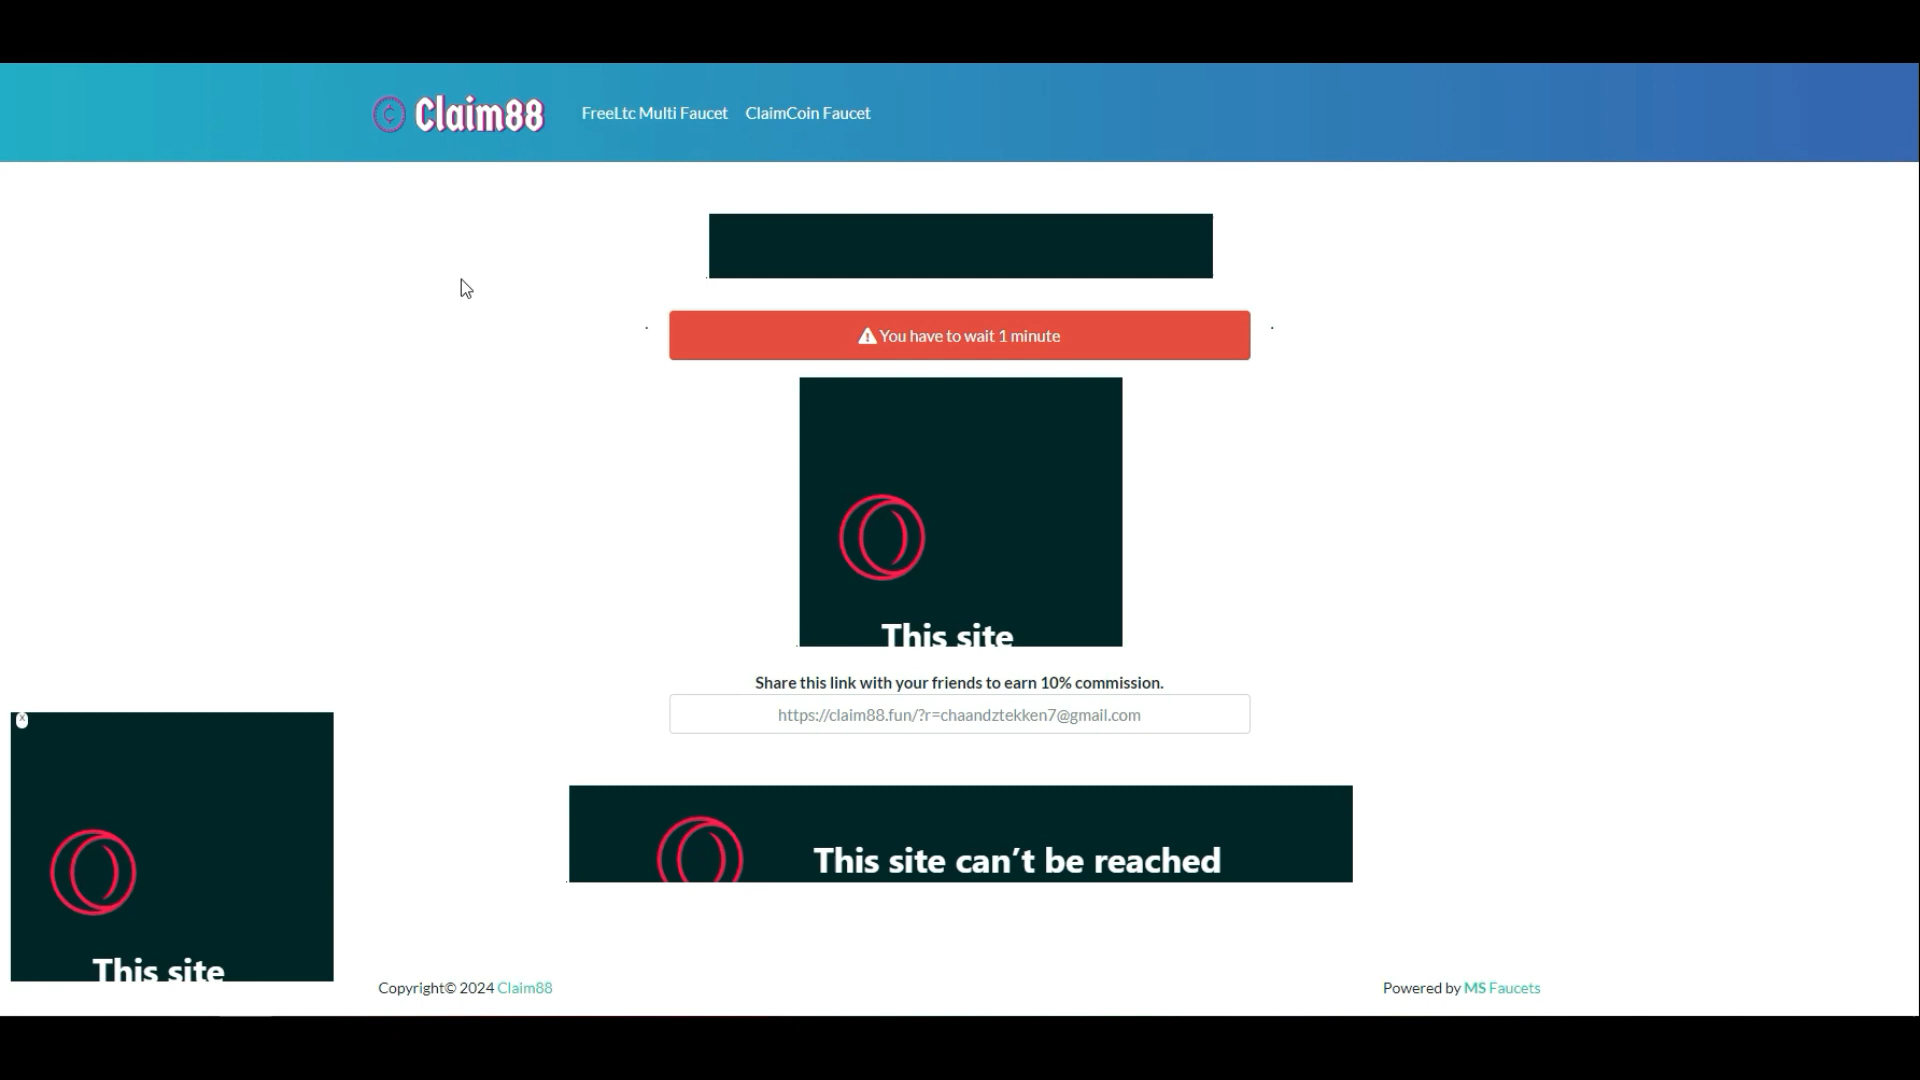 Claim88
FreeLtc Multi Faucet
ClaimCoin Faucet
You have to wait 1 minute
This site
Share this link with your friends to earn 10% commission.
https://claim88.fun/?r=chaandztekken7@gmail.com
X
This site can't be reached
This site
Copyright© 2024 Claim88
Powered by MS Faucets